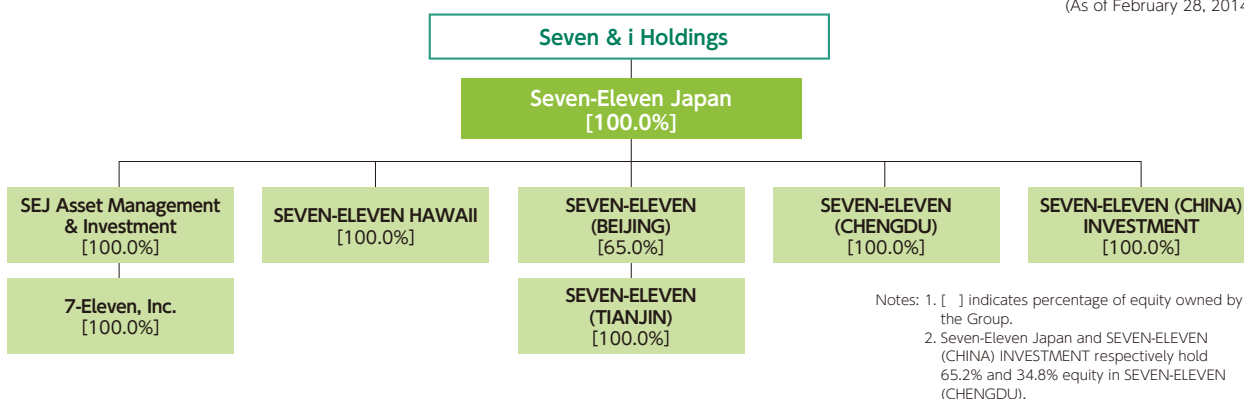 (As of February 28, 2014
Seven & i Holdings
Seven-Eleven Japan
[100.0%]
SEJ Asset Management
& Investment
[100.0%]
SEVEN-ELEVEN HAWAII
[100.0%]
SEVEN-ELEVEN
(BEIJING)
[65.0%]
SEVEN-ELEVEN
(CHENGDU)
[100.0%]
SEVEN-ELEVEN (CHINA)
INVESTMENT
[100.0%]
7-Eleven, Inc.
[100.0%]
SEVEN-ELEVEN
(TIANJIN)
[100.0%]
Notes: 1. [ ] indicates percentage of equity owned by
the Group.
2. Seven-Eleven Japan and SEVEN-ELEVEN
(CHINA) INVESTMENT respectively hold
65.2% and 34.8% equity in SEVEN-ELEVEN
(CHENGDU).